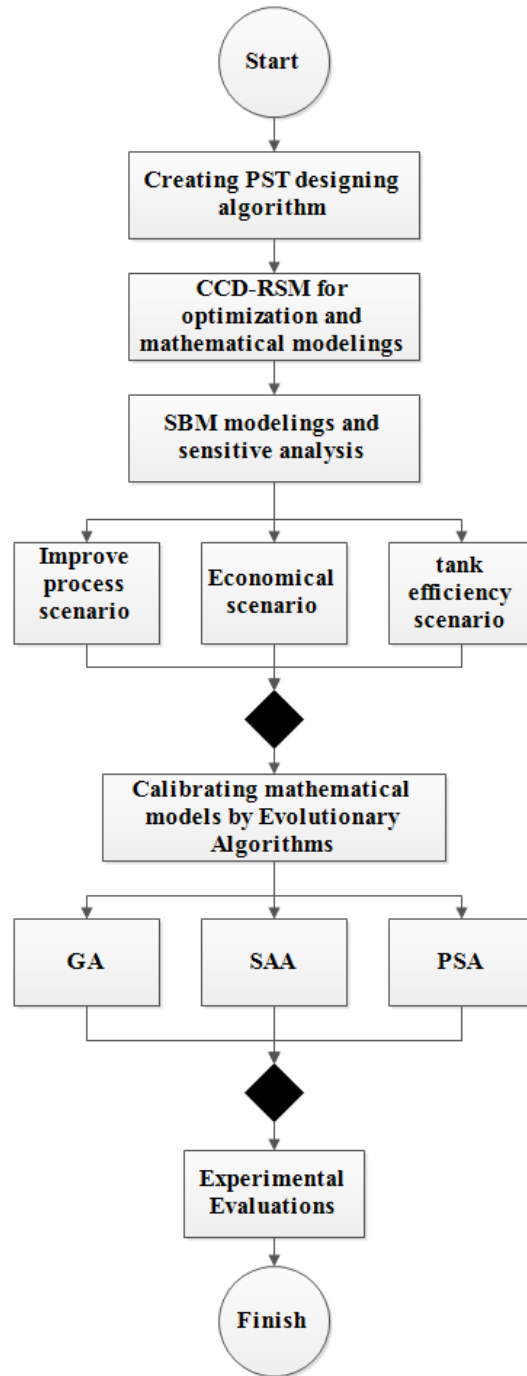 Start
Creating PST designing
algorithm
CCD-RSM for
optimization and
mathematical modelings
SBM modelings and
sensitive analysis
Improve
process
scenario
Economical
scenario
tank
efficiency
scenario
Calibrating mathematical
models by Evolutionary
Algorithms
GA
SAA
PSA
Experimental
Evaluations
Finish